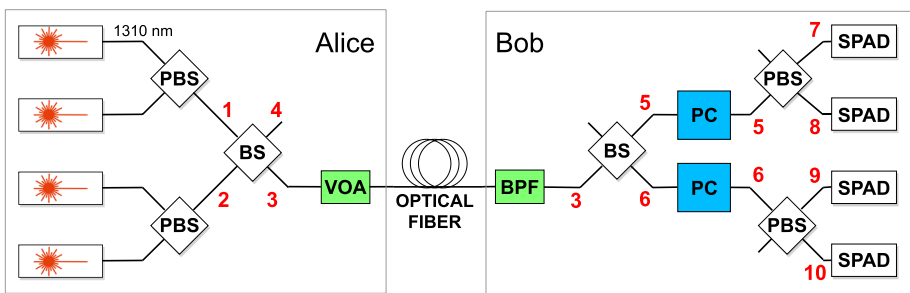 1310 nm
Alice
PBS
1
4
BS
2
3
PBS
VOA
OPTICAL
FIBER
Bob
BPF
3
BS
5
PC
5
6
PC
6
PBS
7
SPAD
8
SPAD
PBS
9
SPAD
10
SPAD